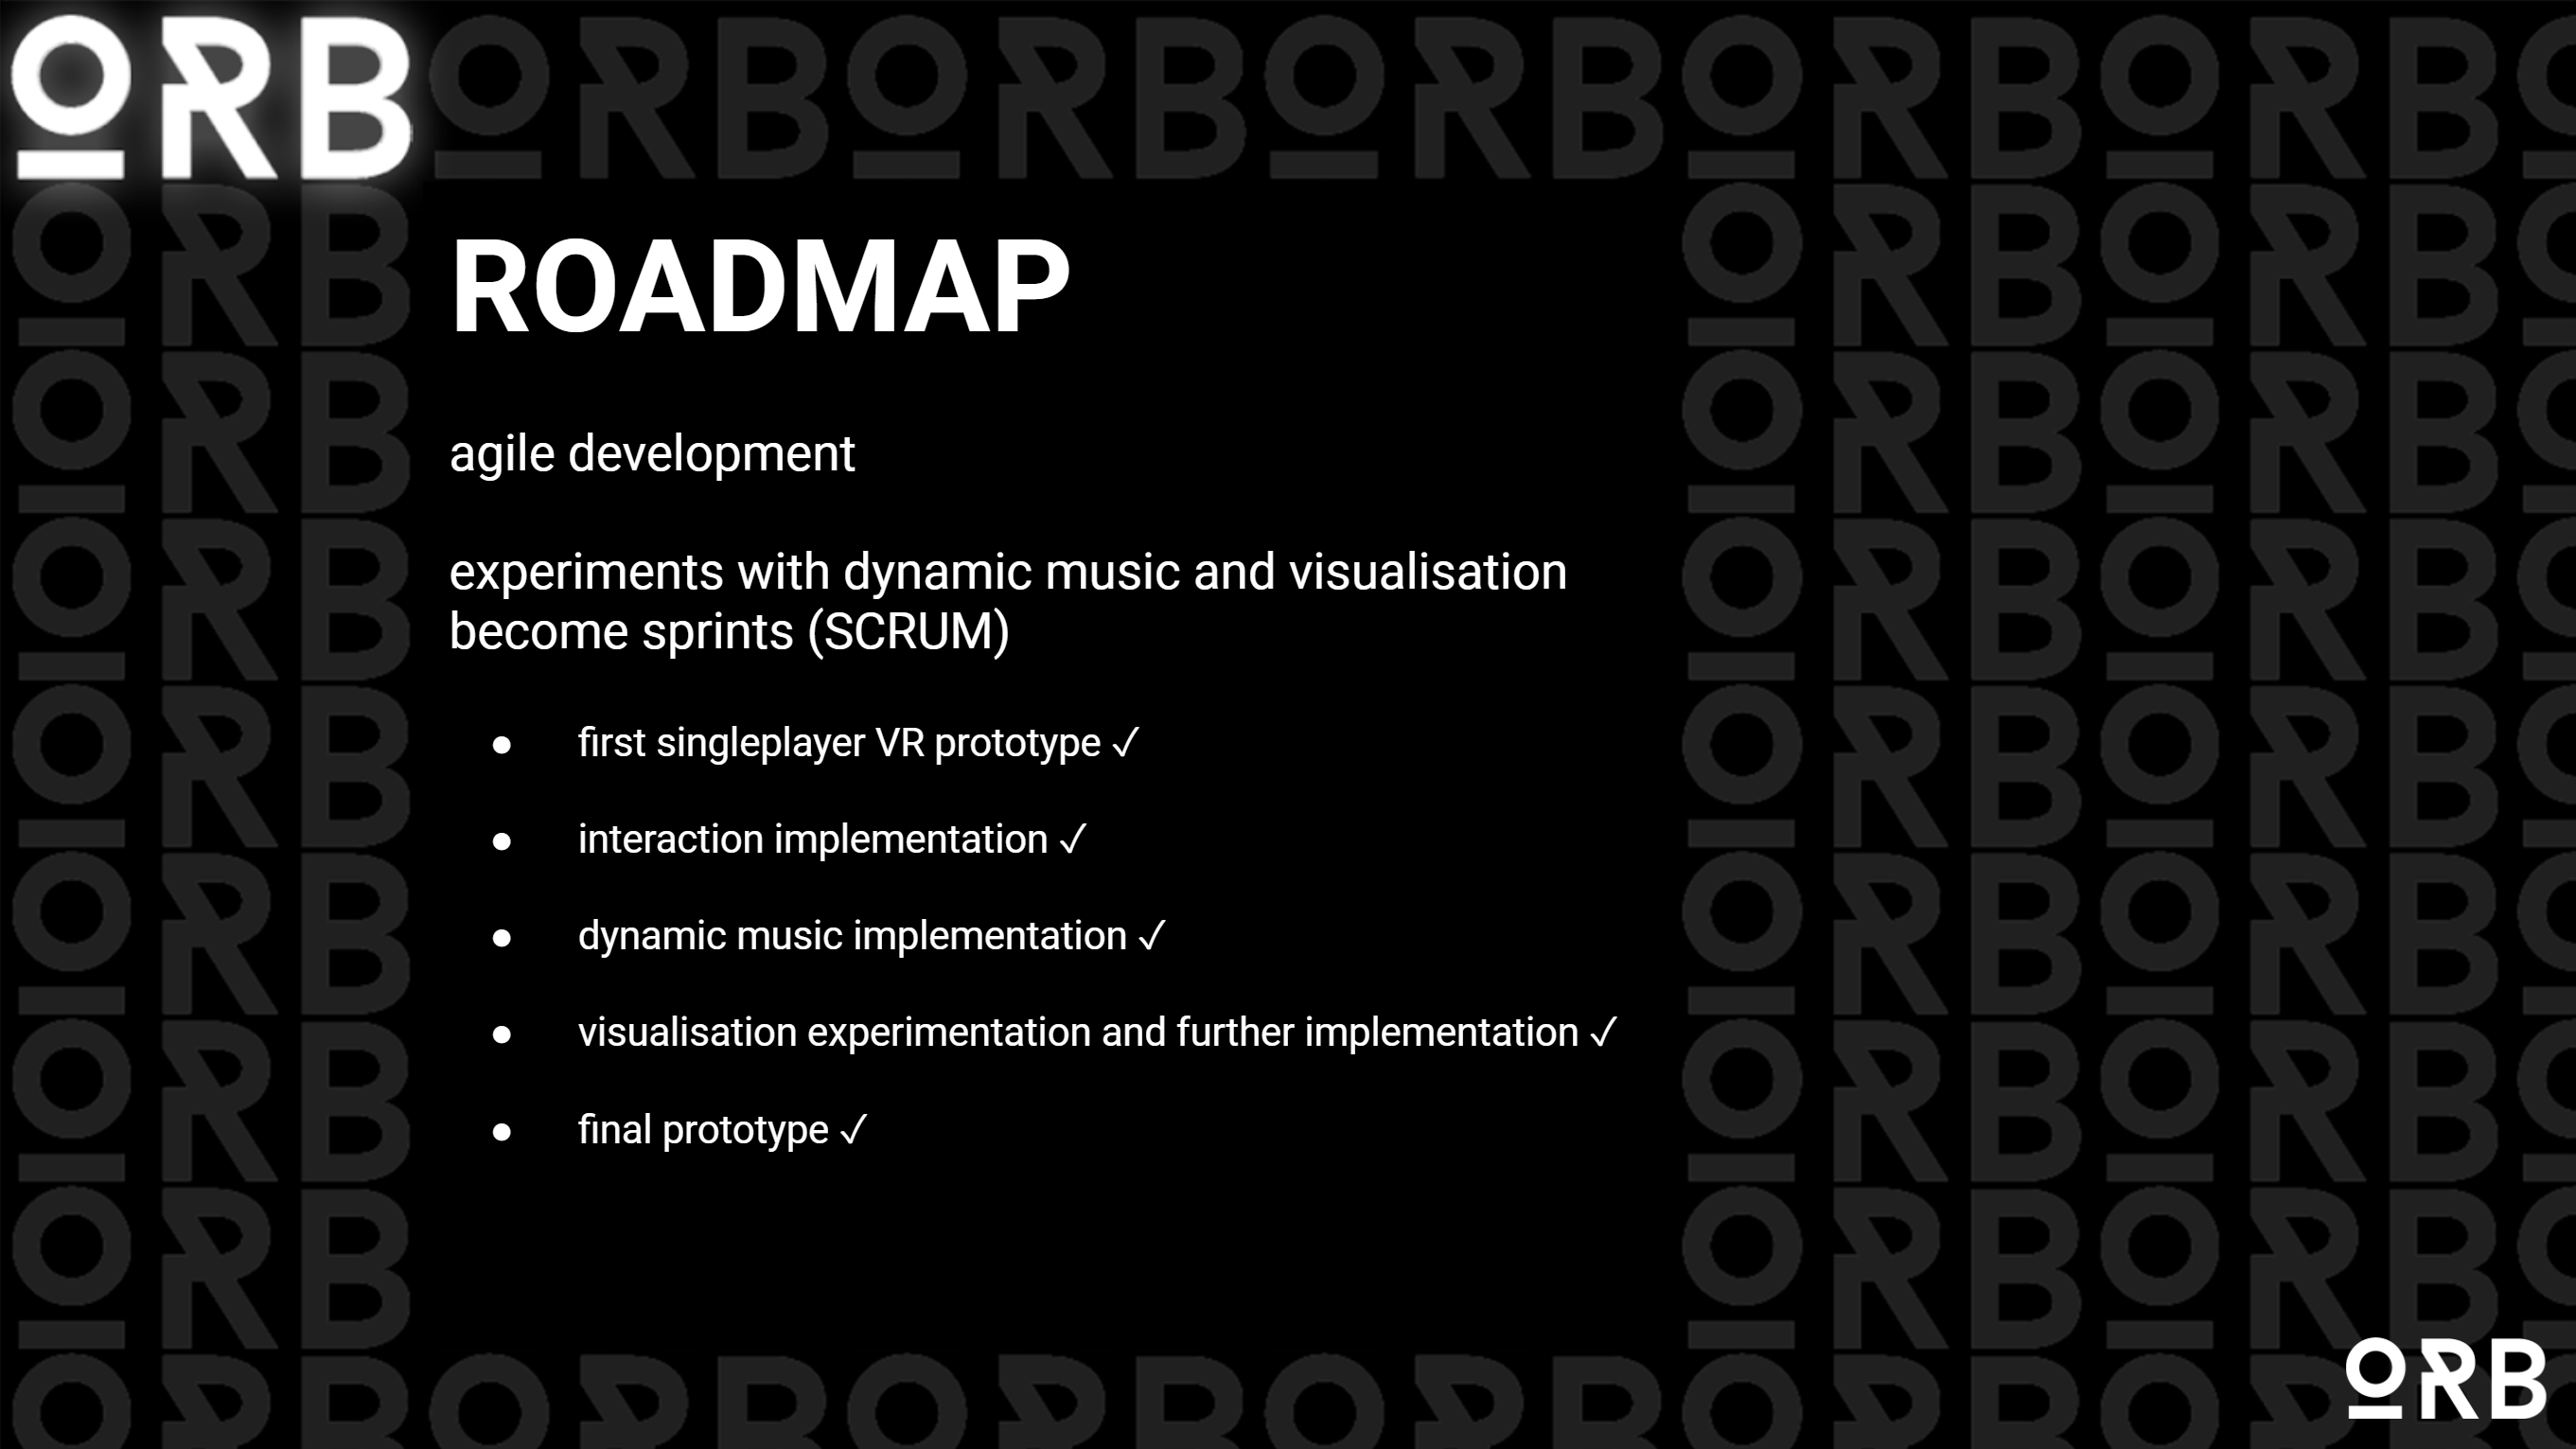 ORB
ROADMAP
agile development
experiments with dynamic music and visualisation
become sprints (SCRUM)
● first singleplayer VR prototype ✓
● interaction implementation ✓
● dynamic music implementation ✓
● visualisation experimentation and further implementation ✓
● final prototype ✓
ORB